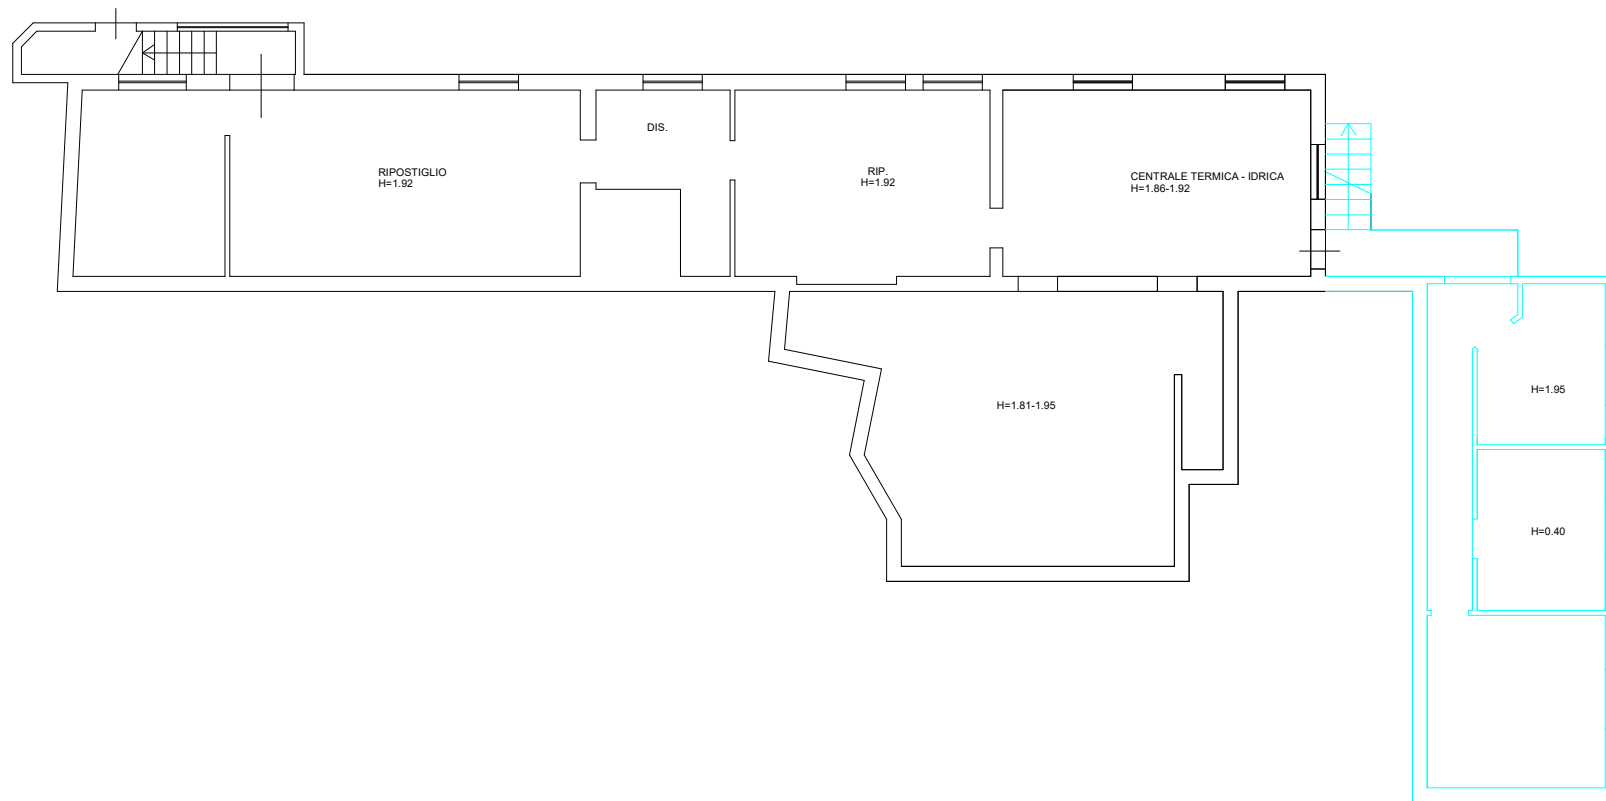 DIS.
RIPOSTIGLIO
H=1.92
RIP.
H=1.92
CENTRALE TERMICA - IDRICA
H=1.86-1.92
H=1.81-1.95
H=1.95
H=0.40